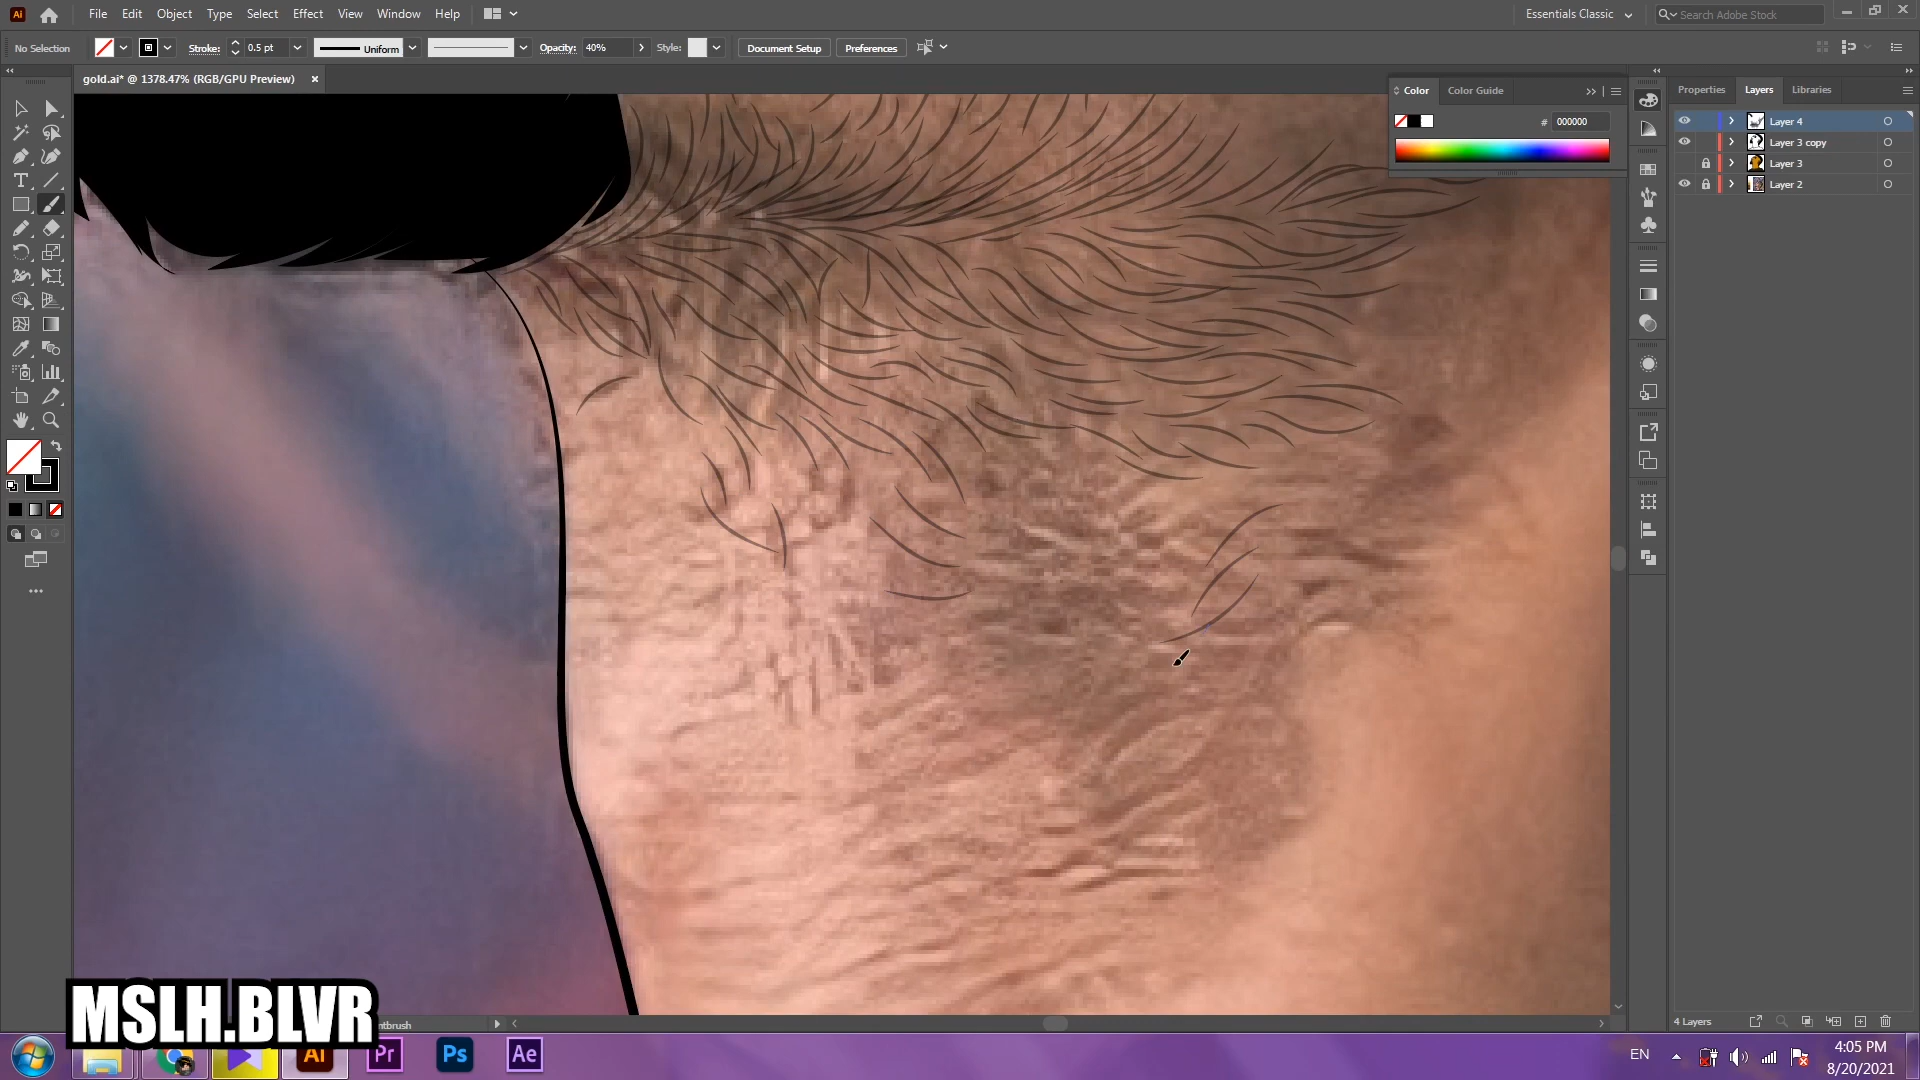 Ai File Edit Object Type Select Effect View Window Help Essentials Classic Search Adobe Stock
No Selection Stroke: 0.5 pt Uniform Opacity: 40% Style: Document Setup Preferences
gold.ai* @ 1378.47% (RGB/GPU Preview)
Color Color Guide
# 000000
Properties Layers Libraries
Layer 4
Layer 3 copy
Layer 3
Layer 2
4 Layers
ntbrush
MSLH.BLVR
Ai Pr Ps Ae
EN 4:05 PM
8/20/2021